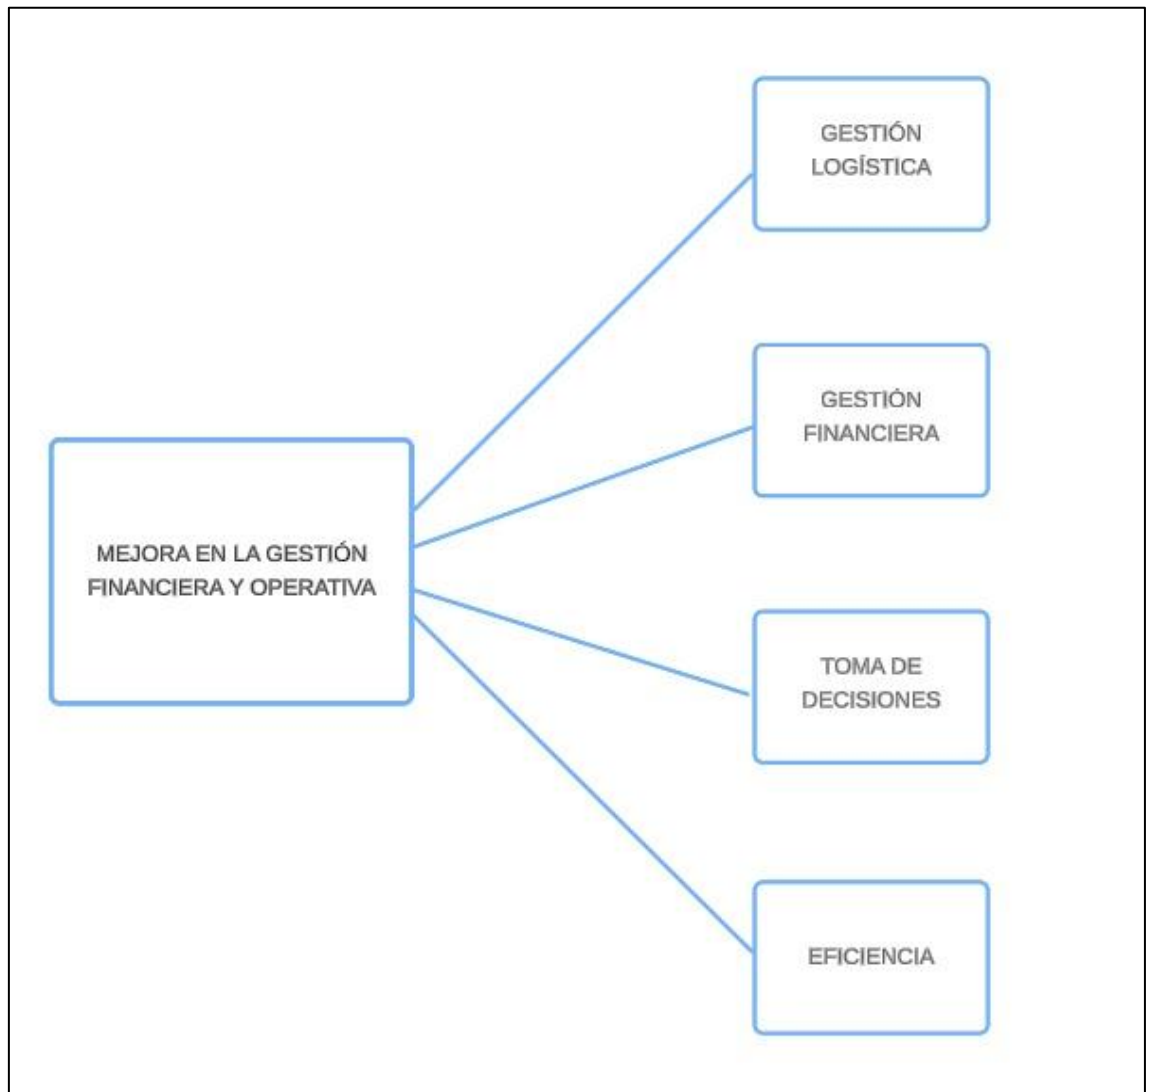 GESTIÓN
LOGÍSTICA
GESTIÓN
FINANCIERA
MEJORA EN LA GESTIÓN
FINANCIERA Y OPERATIVA
TOMA DE
DECISIONES
EFICIENCIA